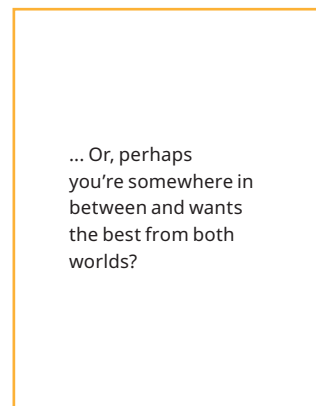 ... Or, perhaps
you’re somewhere in
between and wants
the best from both
worlds?